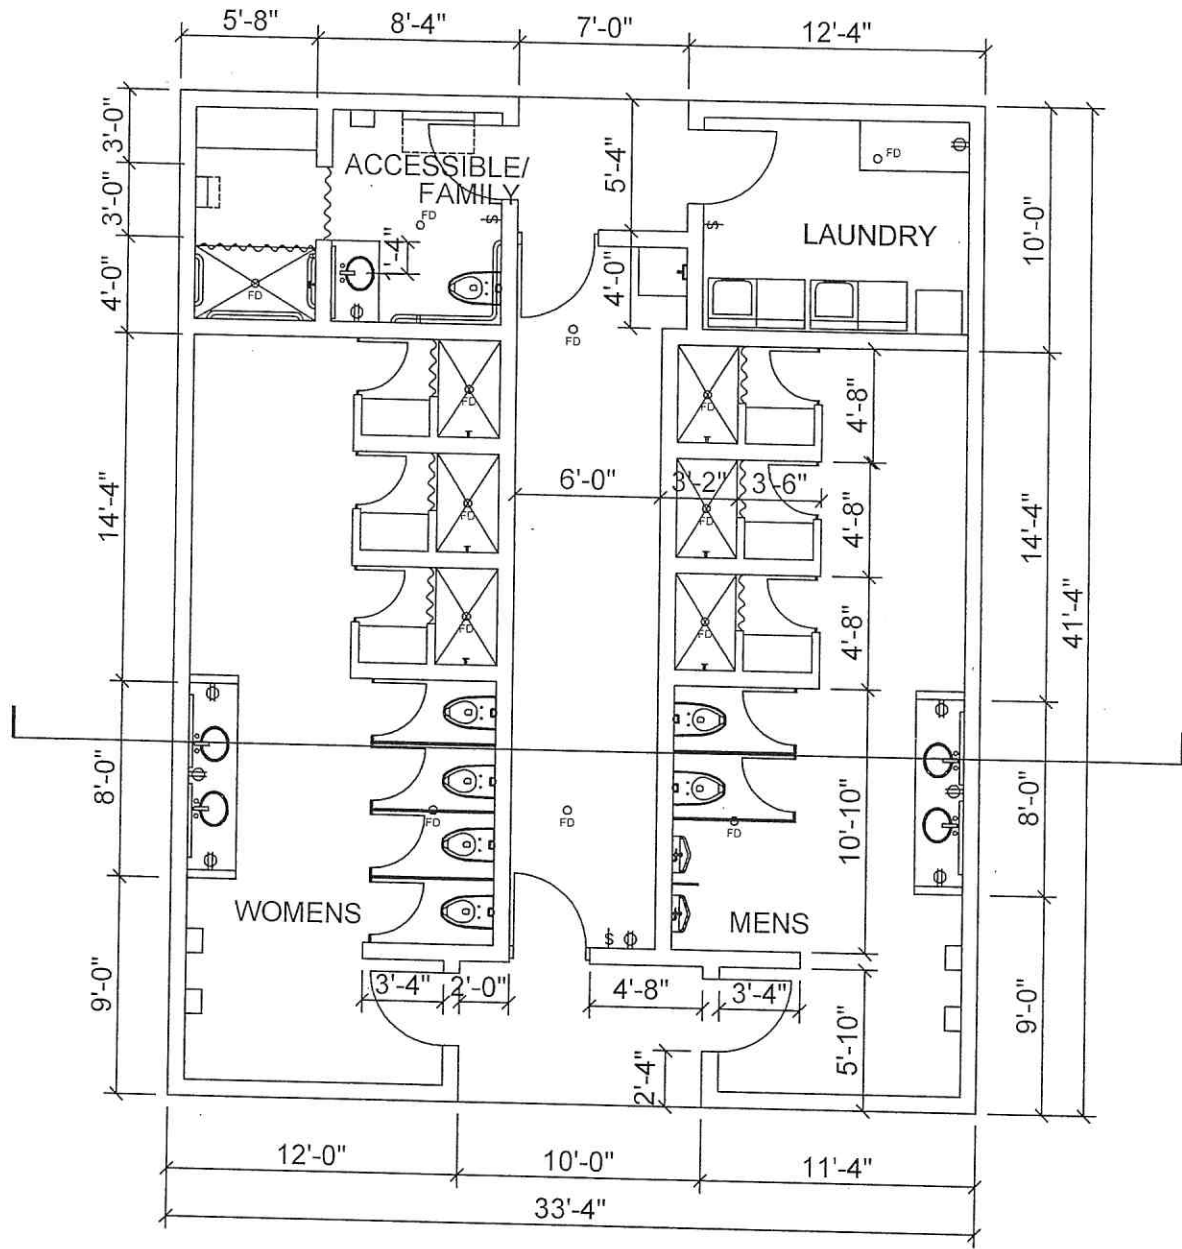 5'-8"
8'-4"
7'-0"
12'-4"
3'-0"
3'-0"
4'-0"
14'-4"
8'-0"
9'-0"
ACCESSIBLE/
FAMILY
FD
S
FD
5'-4"
4'-0"
FD
S
FD
LAUNDRY
10'-0"
14'-4"
8'-0"
9'-0"
41'-4"
FD
FD
FD
FD
FD
FD
6'-0"
3'-2"
3'-6"
4'-8"
4'-8"
4'-8"
10'-10"
5'-10"
FD
FD
FD
WOMENS
MENS
$
3'-4"
2'-0"
4'-8"
3'-4"
2'-4"
12'-0"
10'-0"
11'-4"
33'-4"